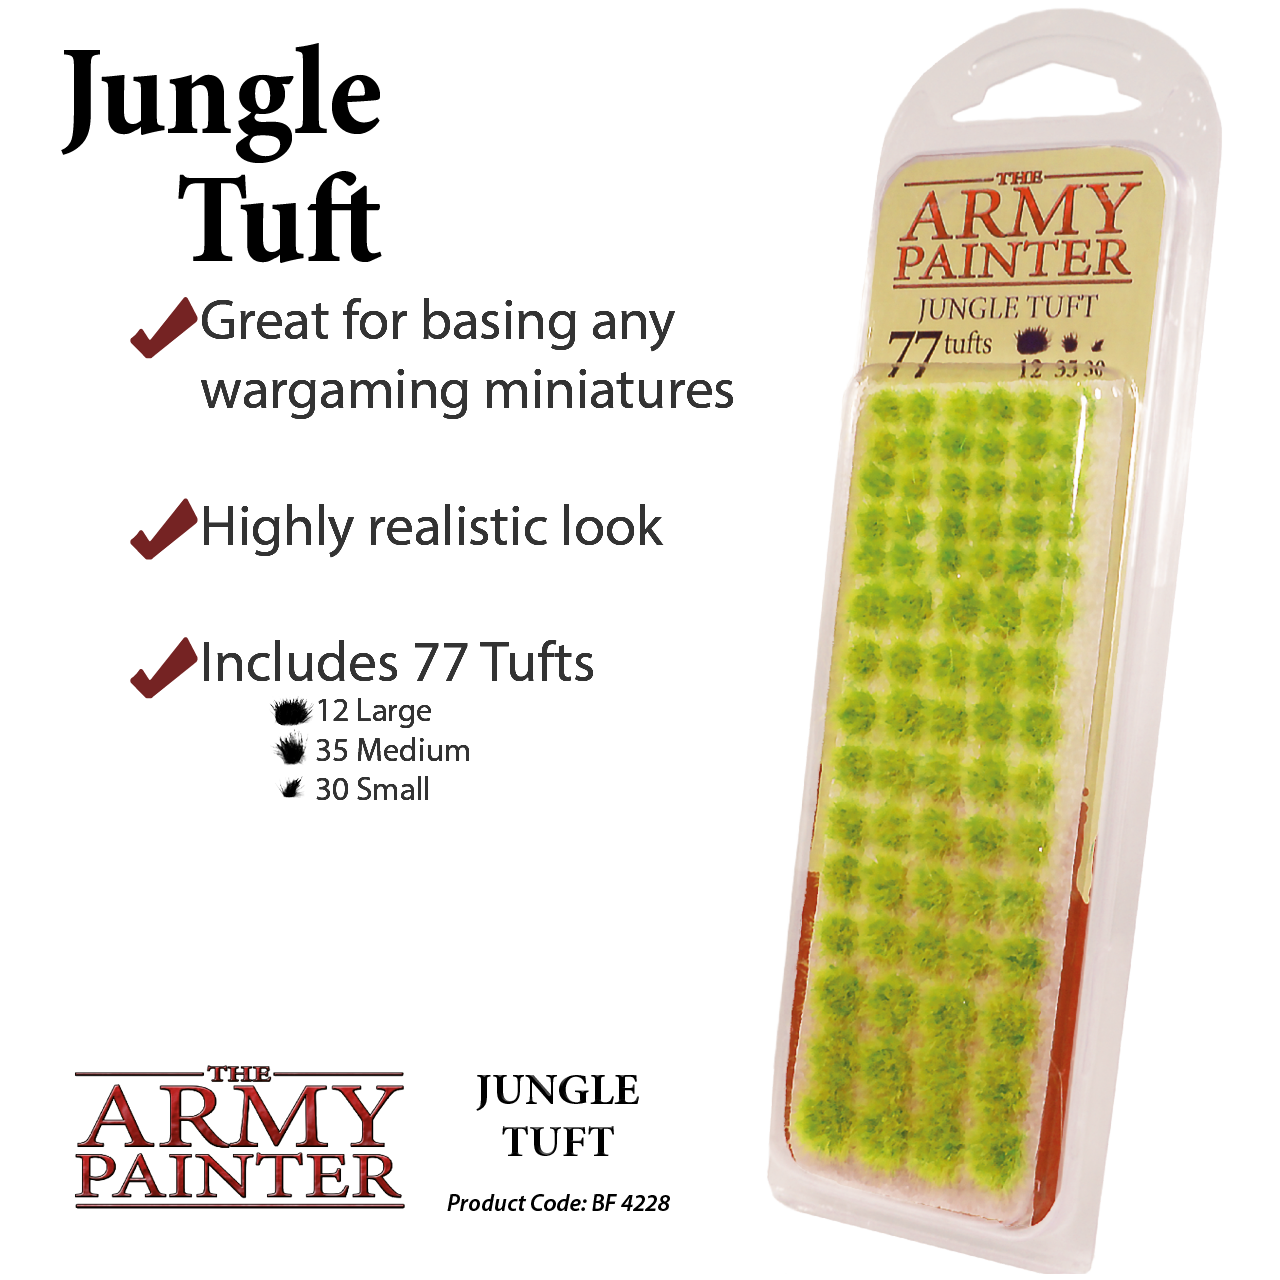 Jungle
Tuft
Great for basing any
wargaming miniatures
Highly realistic look
Includes 77 Tufts
12 Large
35 Medium
30 Small
THE
ARMY
PAINTER
JUNGLE TUFT
77 tufts
12 35 30
THE
ARMY
PAINTER
JUNGLE
TUFT
Product Code: BF 4228